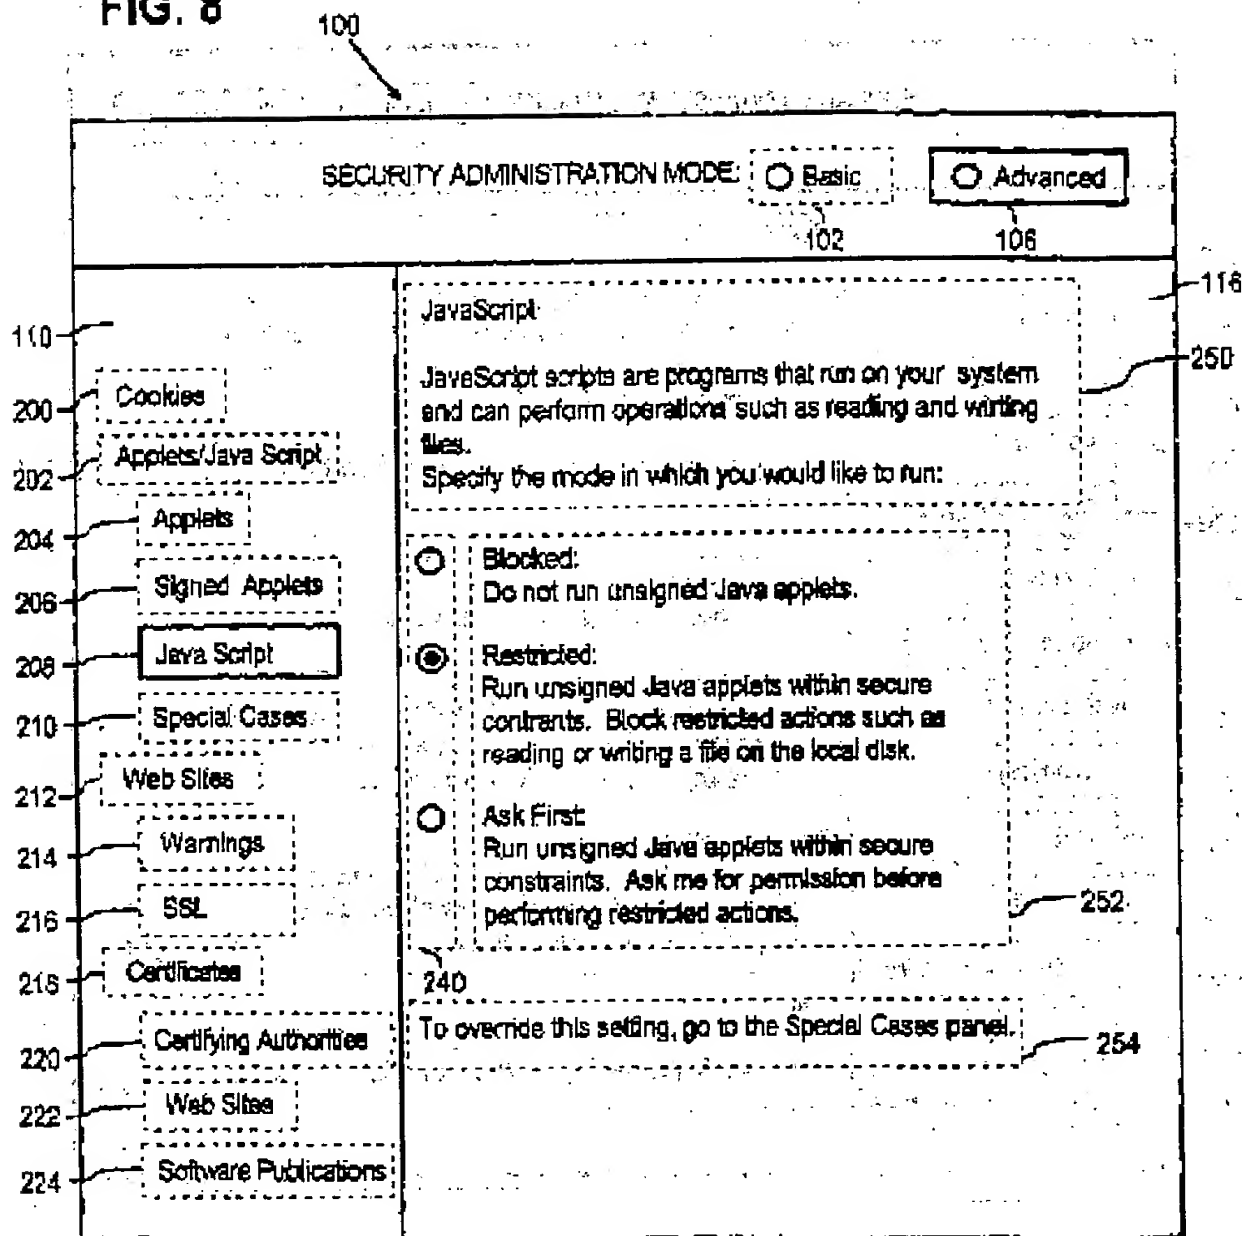 FIG. 8
100
SECURITY ADMINISTRATION MODE: Basic Advanced
102
106
116
110
JavaScript
250
JavaScript scripts are programs that run on your system
and can perform operations such as reading and wirting
files.
Specify the mode in which you would like to run:
200
Cookies
202
Applets/Java Script
204
Applets
206
Signed Applets
208
Java Script
210
Special Cases
212
Web Sites
214
Warnings
216
SSL
218
Certificates
220
Certifying Authorities
222
Web Sites
224
Software Publications
Blocked:
Do not run unsigned Java applets.
Restricted:
Run unsigned Java applets within secure
contrants. Block restricted actions such as
reading or writing a file on the local disk.
Ask First:
Run unsigned Java applets within secure
constraints. Ask me for permission before
performing restricted actions.
252
240
To override this setting, go to the Special Cases panel.
254